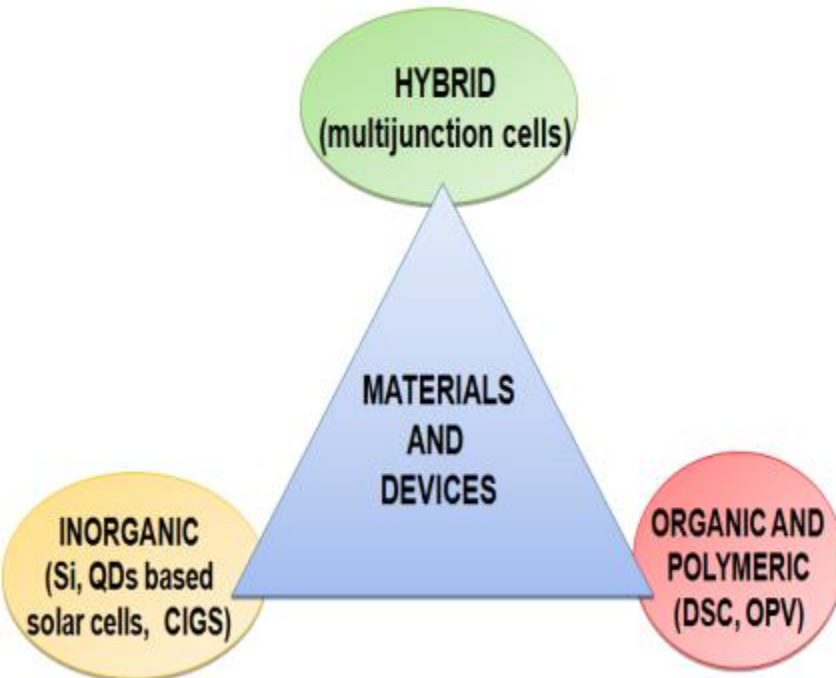 HYBRID
(multijunction cells)
MATERIALS
AND
DEVICES
INORGANIC
(Si, QDs based
solar cells, CIGS)
ORGANIC AND
POLYMERIC
(DSC, OPV)